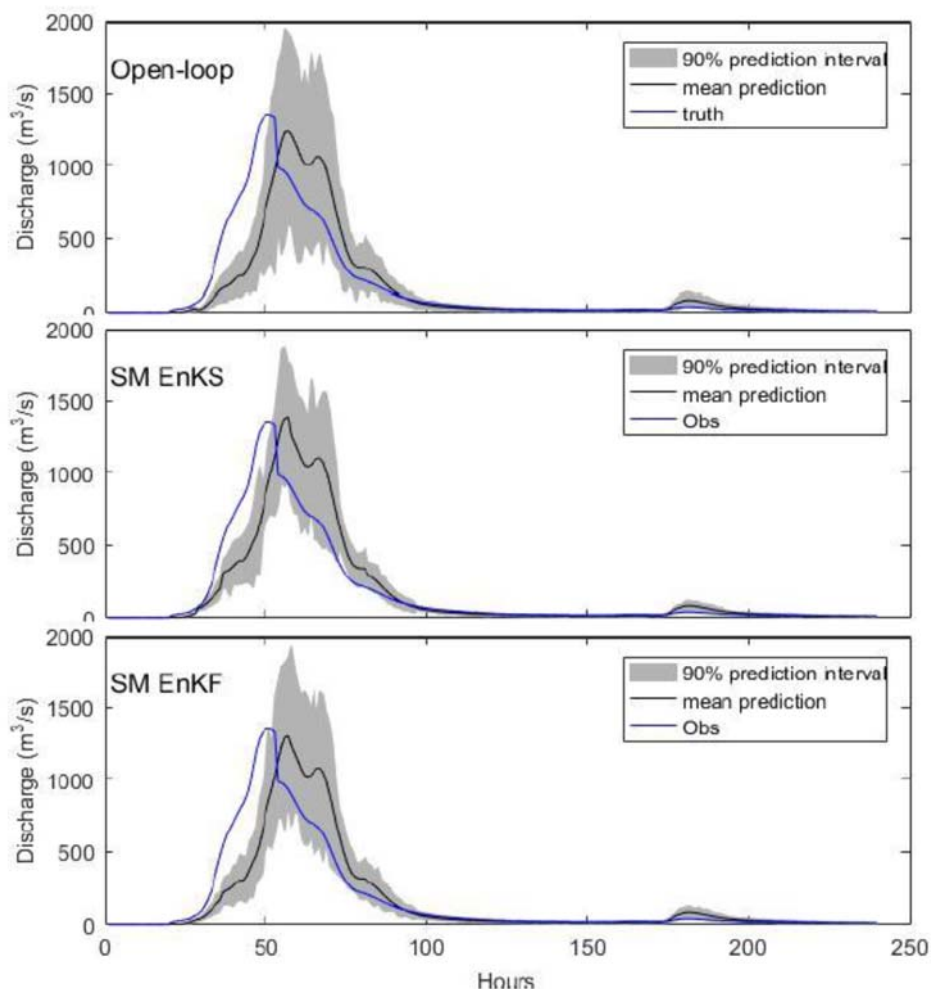 2000
1500
1000
500
0
Discharge (m³/s)
Open-loop
90% prediction interval
mean prediction
truth
2000
1500
1000
500
0
Discharge (m³/s)
SM EnKS
90% prediction interval
mean prediction
Obs
2000
1500
1000
500
0
Discharge (m³/s)
SM EnKF
90% prediction interval
mean prediction
Obs
0 50 100 150 200 250
Hours